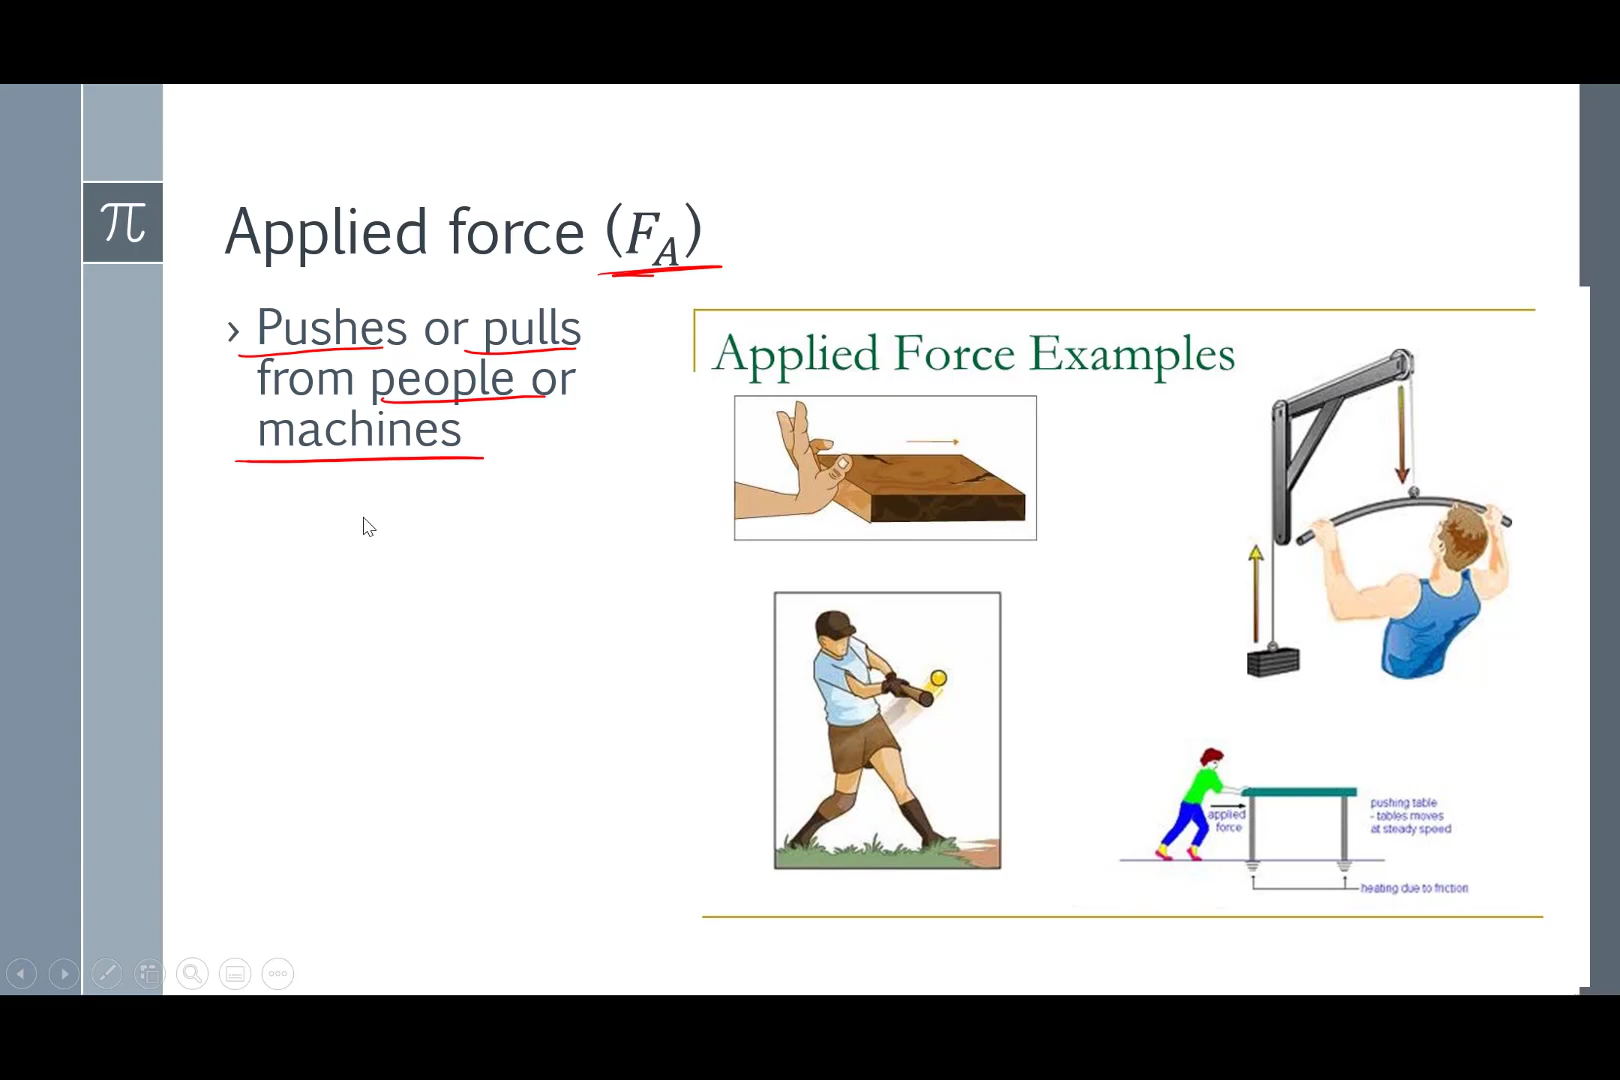 π
Applied force (F_A)
› Pushes or pulls
from people or
machines
Applied Force Examples
applied
force
pushing table
- tables moves
at steady speed
heating due to friction